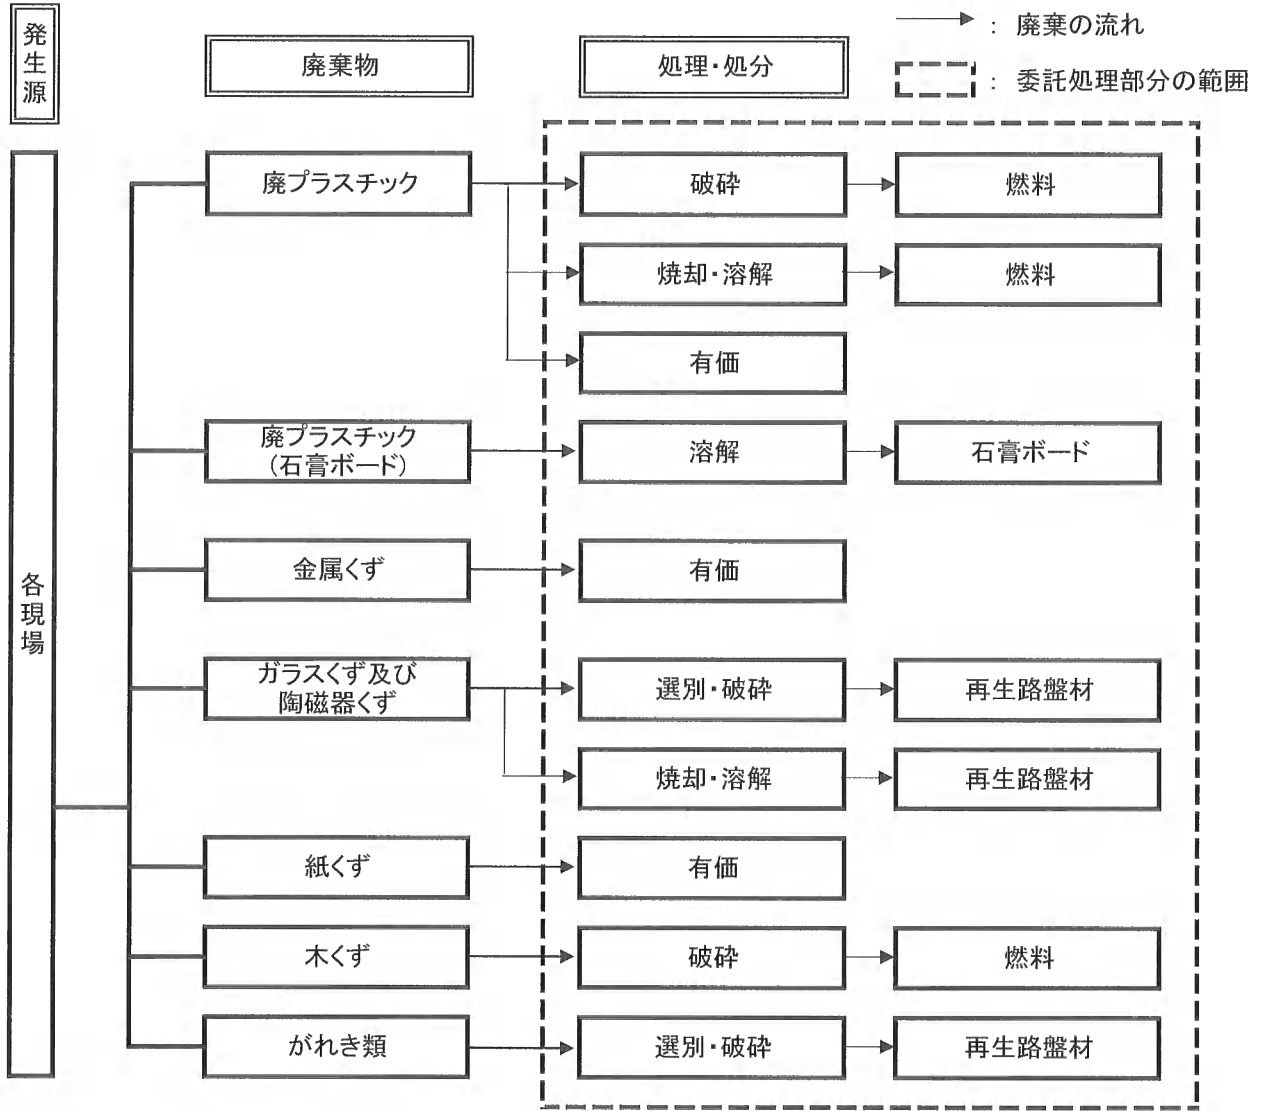 発生源
廃棄物
処理・処分
：廃棄の流れ
：委託処理部分の範囲
各現場
廃プラスチック
破砕
燃料
焼却・溶解
燃料
有価
廃プラスチック
（石膏ボード）
溶解
石膏ボード
金属くず
有価
ガラスくず及び
陶磁器くず
選別・破砕
再生路盤材
焼却・溶解
再生路盤材
紙くず
有価
木くず
破砕
燃料
がれき類
選別・破砕
再生路盤材